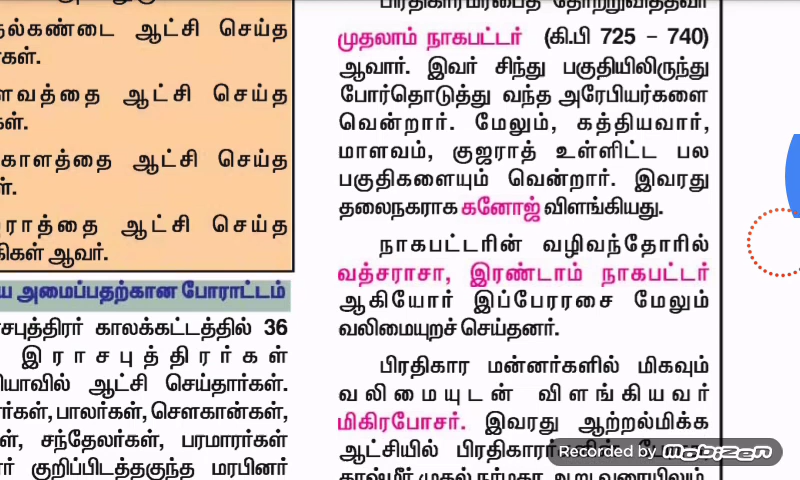 தல்கண்டை ஆட்சி செய்த
கள்.
ளவத்தை ஆட்சி செய்த
கள்.
காளத்தை ஆட்சி செய்த
ராத்தை ஆட்சி செய்த
கிகள் ஆவர்.
ய அமைப்பதற்கான போராட்டம்
சபுத்திரர் காலக்கட்டத்தில் 36
இராசபுத்திரர்கள்
யாவில் ஆட்சி செய்தார்கள்.
ர்கள், பாலர்கள், சௌகான்கள்,
ள், சந்தேலர்கள், பரமாரர்கள்
ர் குறிப்பிடத்தகுந்த மரபினர்
பிரதிகாரமரபைத் தோற்றுவித்தவர்
முதலாம் நாகபட்டர் (கி.பி 725 – 740)
ஆவார். இவர் சிந்து பகுதியிலிருந்து
போர்தொடுத்து வந்த அரேபியர்களை
வென்றார். மேலும், கத்தியவார்,
மாளவம், குஜராத் உள்ளிட்ட பல
பகுதிகளையும் வென்றார். இவரது
தலைநகராக கனோஜ் விளங்கியது.
நாகபட்டரின் வழிவந்தோரில்
வத்சராசா, இரண்டாம் நாகபட்டர்
ஆகியோர் இப்பேரரசை மேலும்
வலிமையுறச் செய்தனர்.
பிரதிகார மன்னர்களில் மிகவும்
வலிமையுடன் விளங்கியவர்
மிகிரபோசர். இவரது ஆற்றல்மிக்க
ஆட்சியில்
Recorded by Mobizen